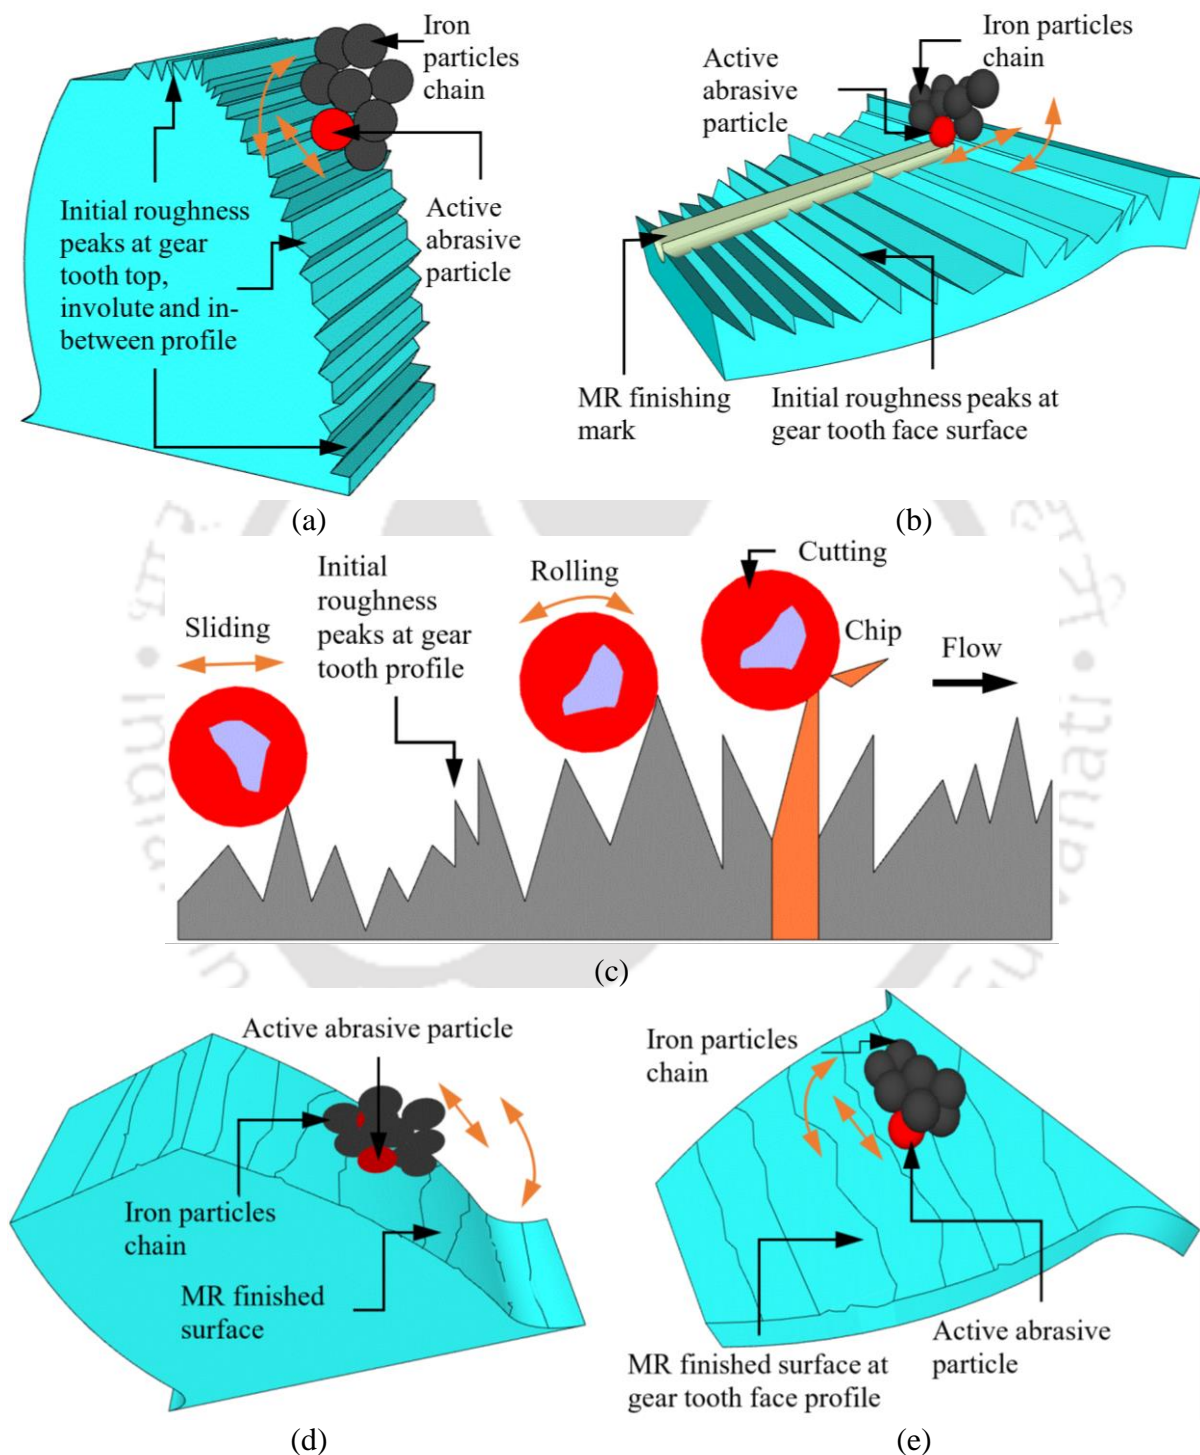 Iron
particles
chain
Initial roughness
peaks at gear
tooth top,
involute and in-
between profile
Active
abrasive
particle
(a)
Iron particles
chain
Active
abrasive
particle
MR finishing
mark
Initial roughness peaks at
gear tooth face surface
(b)
Sliding
Initial
roughness
peaks at gear
tooth profile
Rolling
Cutting
Chip
Flow
(c)
Active abrasive particle
Iron particles
chain
MR finished
surface
(d)
Iron particles
chain
Active abrasive
particle
MR finished surface at
gear tooth face profile
(e)